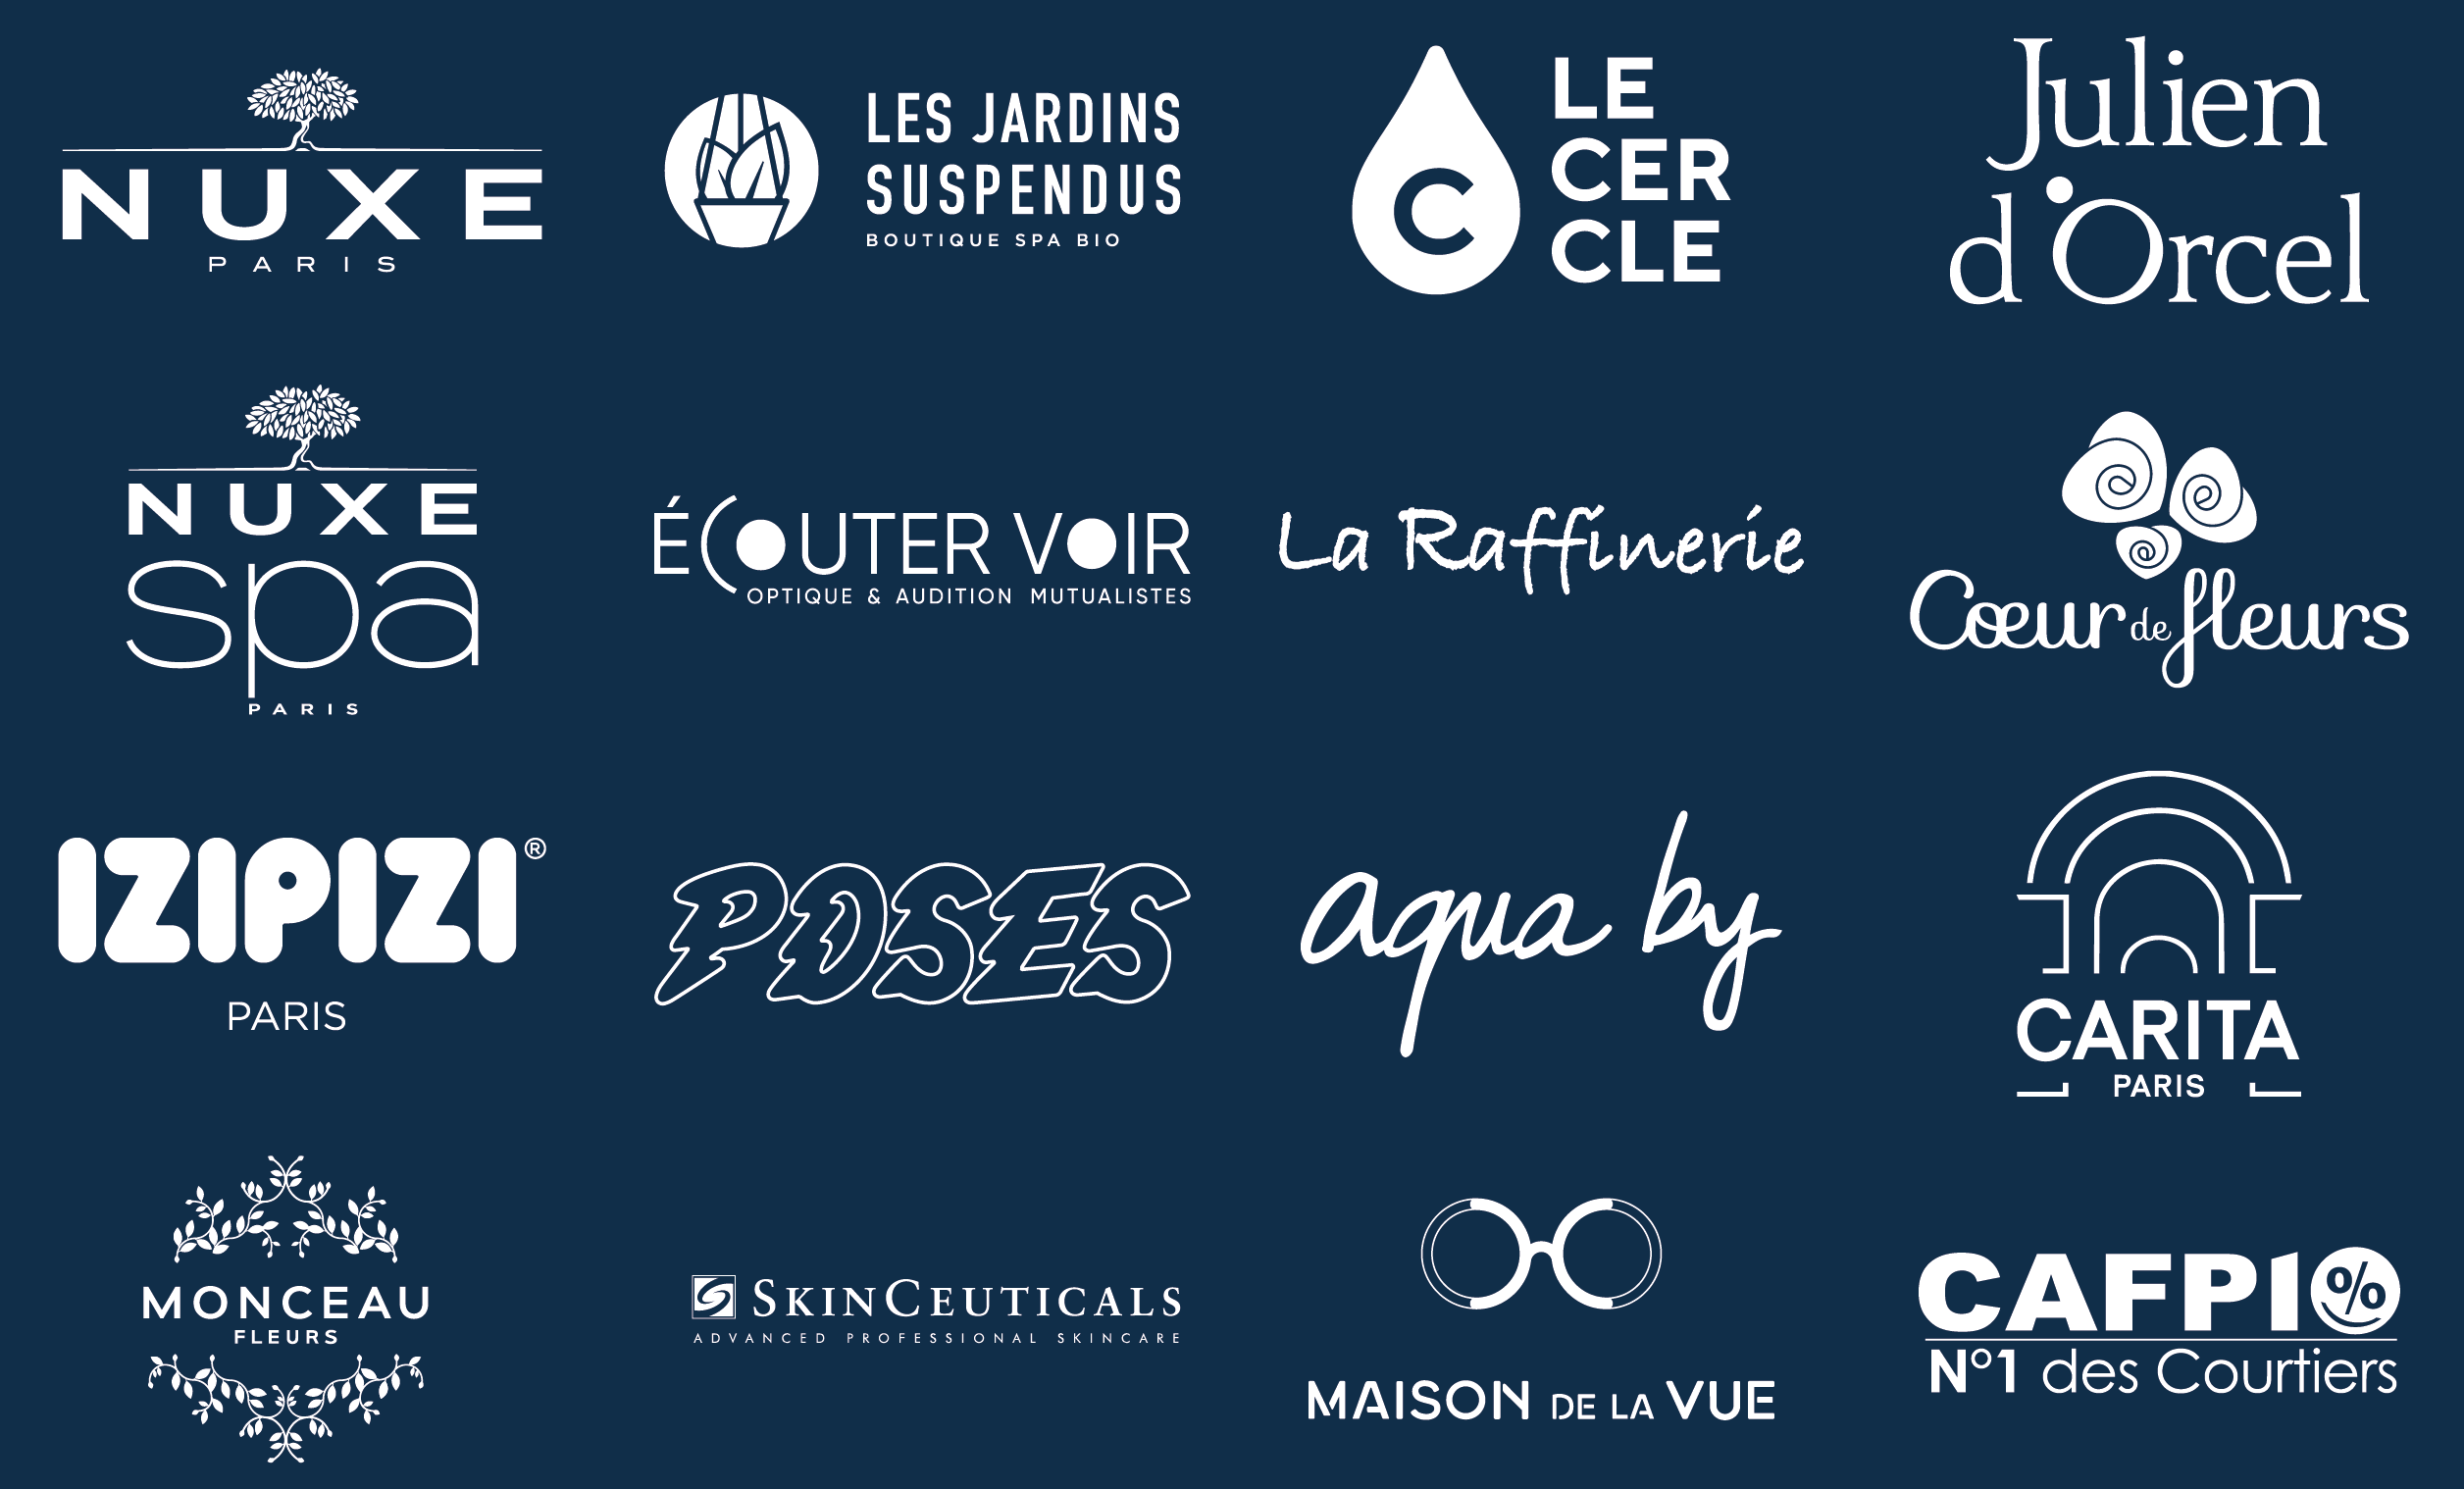 NUXE
PARIS
LES JARDINS
SUSPENDUS
BOUTIQUE SPA BIO
C
LE
CER
CLE
Julien
d'Orcel
NUXE
spa
PARIS
ÉCOUTER VOIR
OPTIQUE & AUDITION MUTUALISTES
La Raffinerie
Cœur de fleurs
IZIPIZI®
PARIS
POSES
aqua by
CARITA
PARIS
MONCEAU
FLEURS
SKINCEUTICALS
ADVANCED PROFESSIONAL SKINCARE
MAISON DE LA VUE
CAFPI %
N°1 des Courtiers